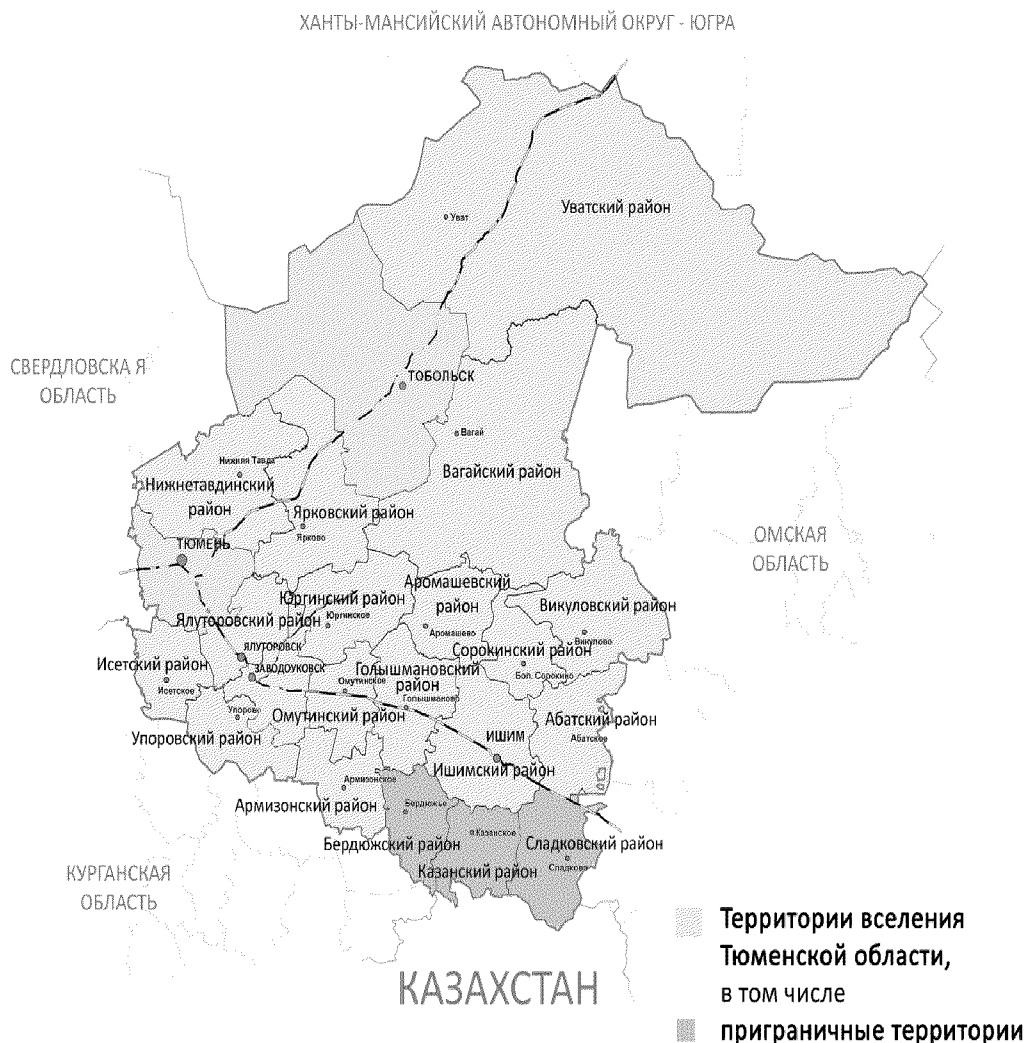 ХАНТЫ-МАНСИЙСКИЙ АВТОНОМНЫЙ ОКРУГ - ЮГРА
Уватский район
Уват
СВЕРДЛОВСКА Я
ОБЛАСТЬ
ТОБОЛЬСК
Вагай
Вагайский район
Нижняя Тавда
Нижнетавдинский
район
Ярковский район
Ярково
ОМСКАЯ
ОБЛАСТЬ
ТЮМЕНЬ
Аромашевский
район
Юргинский район
Юргинское
Викуловский район
Ялуторовский район
Аромашево
Викулово
ЯЛУТОРОВСК
Сорокинский район
Исетский район
ЗАВОДОУКОВСК
Голышмановский
район
Бол. Сорокино
Исетское
Омутинское
Голышманово
Упорово
Омутинский район
Абатский район
Упоровский район
ИШИМ
Абатское
Ишимский район
Армизонское
Армизонский район
Бердюжье
Казанское
Бердюжский район
Сладковский район
Казанский район
Сладково
КУРГАНСКАЯ
ОБЛАСТЬ
КАЗАХСТАН
Территории вселения
Тюменской области,
в том числе
приграничные территории